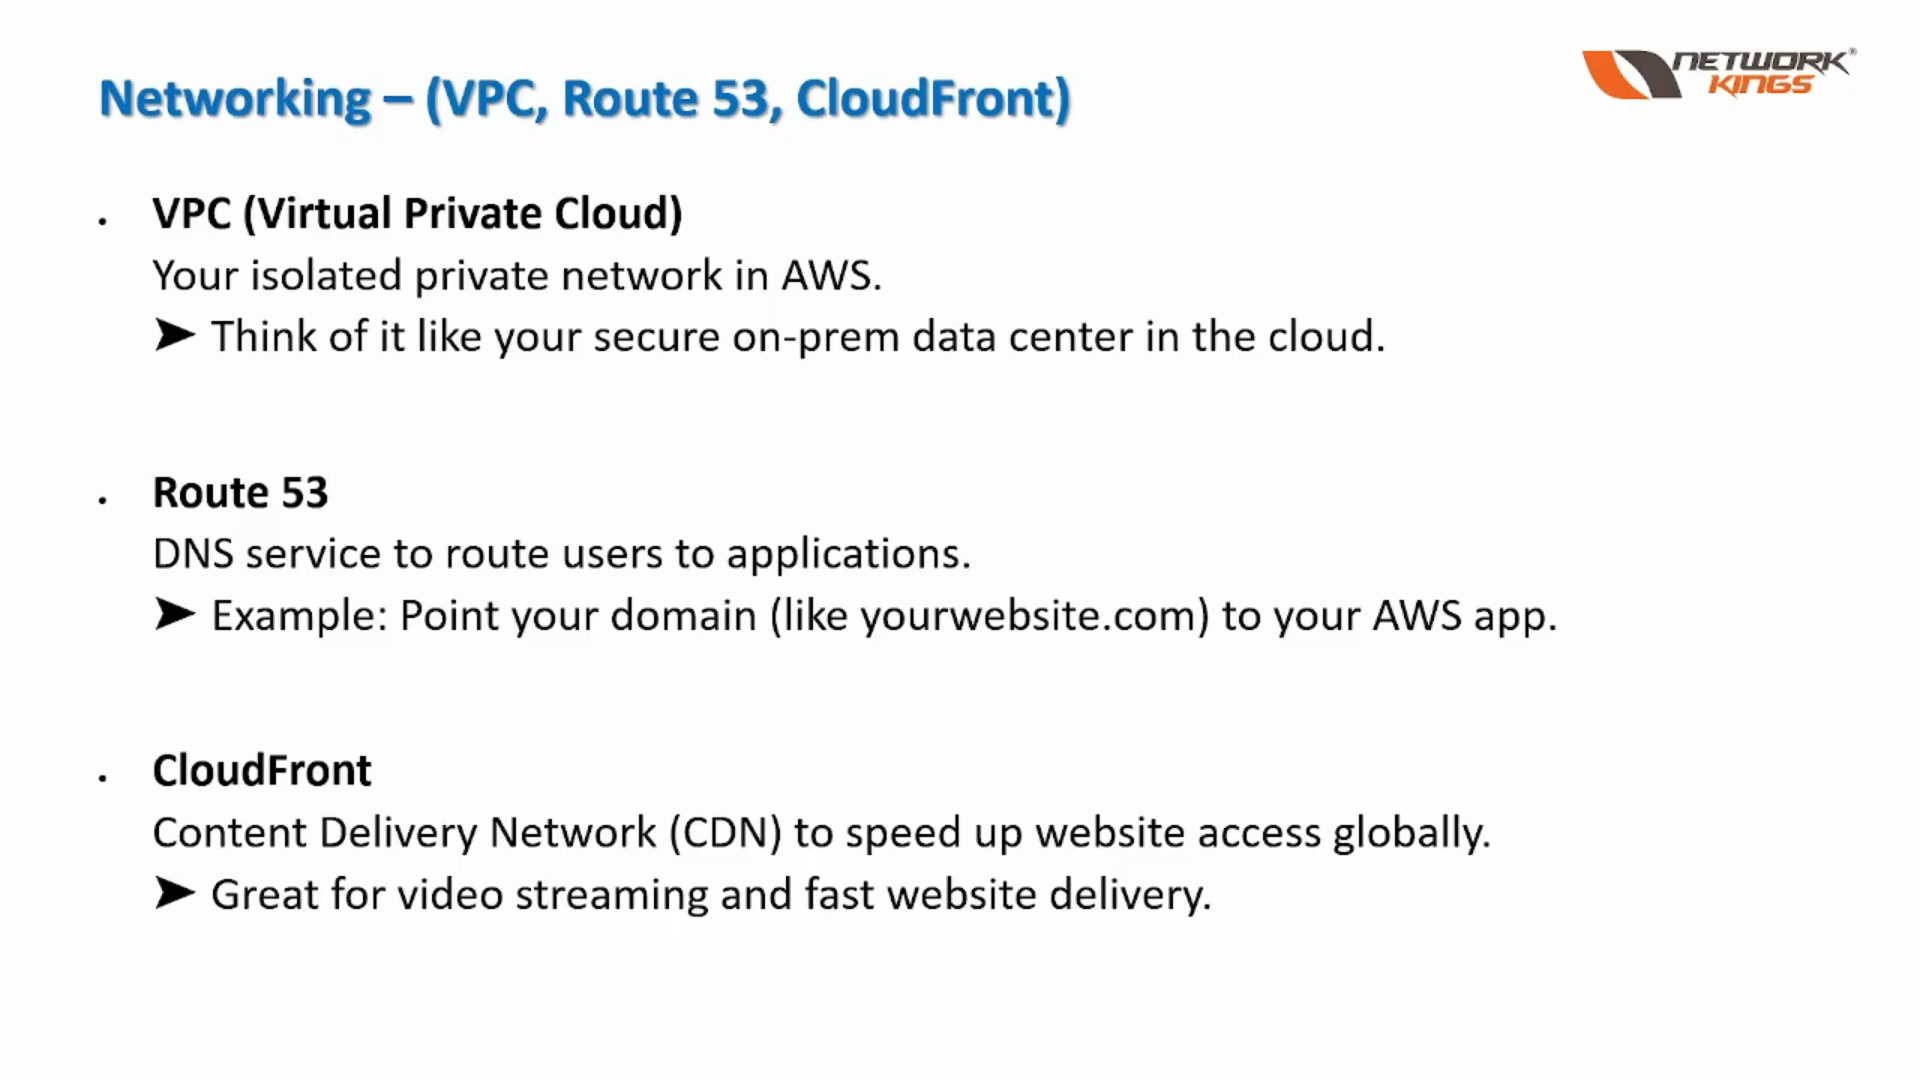 Networking – (VPC, Route 53, CloudFront)
NETWORK®
KINGS
• VPC (Virtual Private Cloud)
Your isolated private network in AWS.
➤ Think of it like your secure on-prem data center in the cloud.
• Route 53
DNS service to route users to applications.
➤ Example: Point your domain (like yourwebsite.com) to your AWS app.
• CloudFront
Content Delivery Network (CDN) to speed up website access globally.
➤ Great for video streaming and fast website delivery.